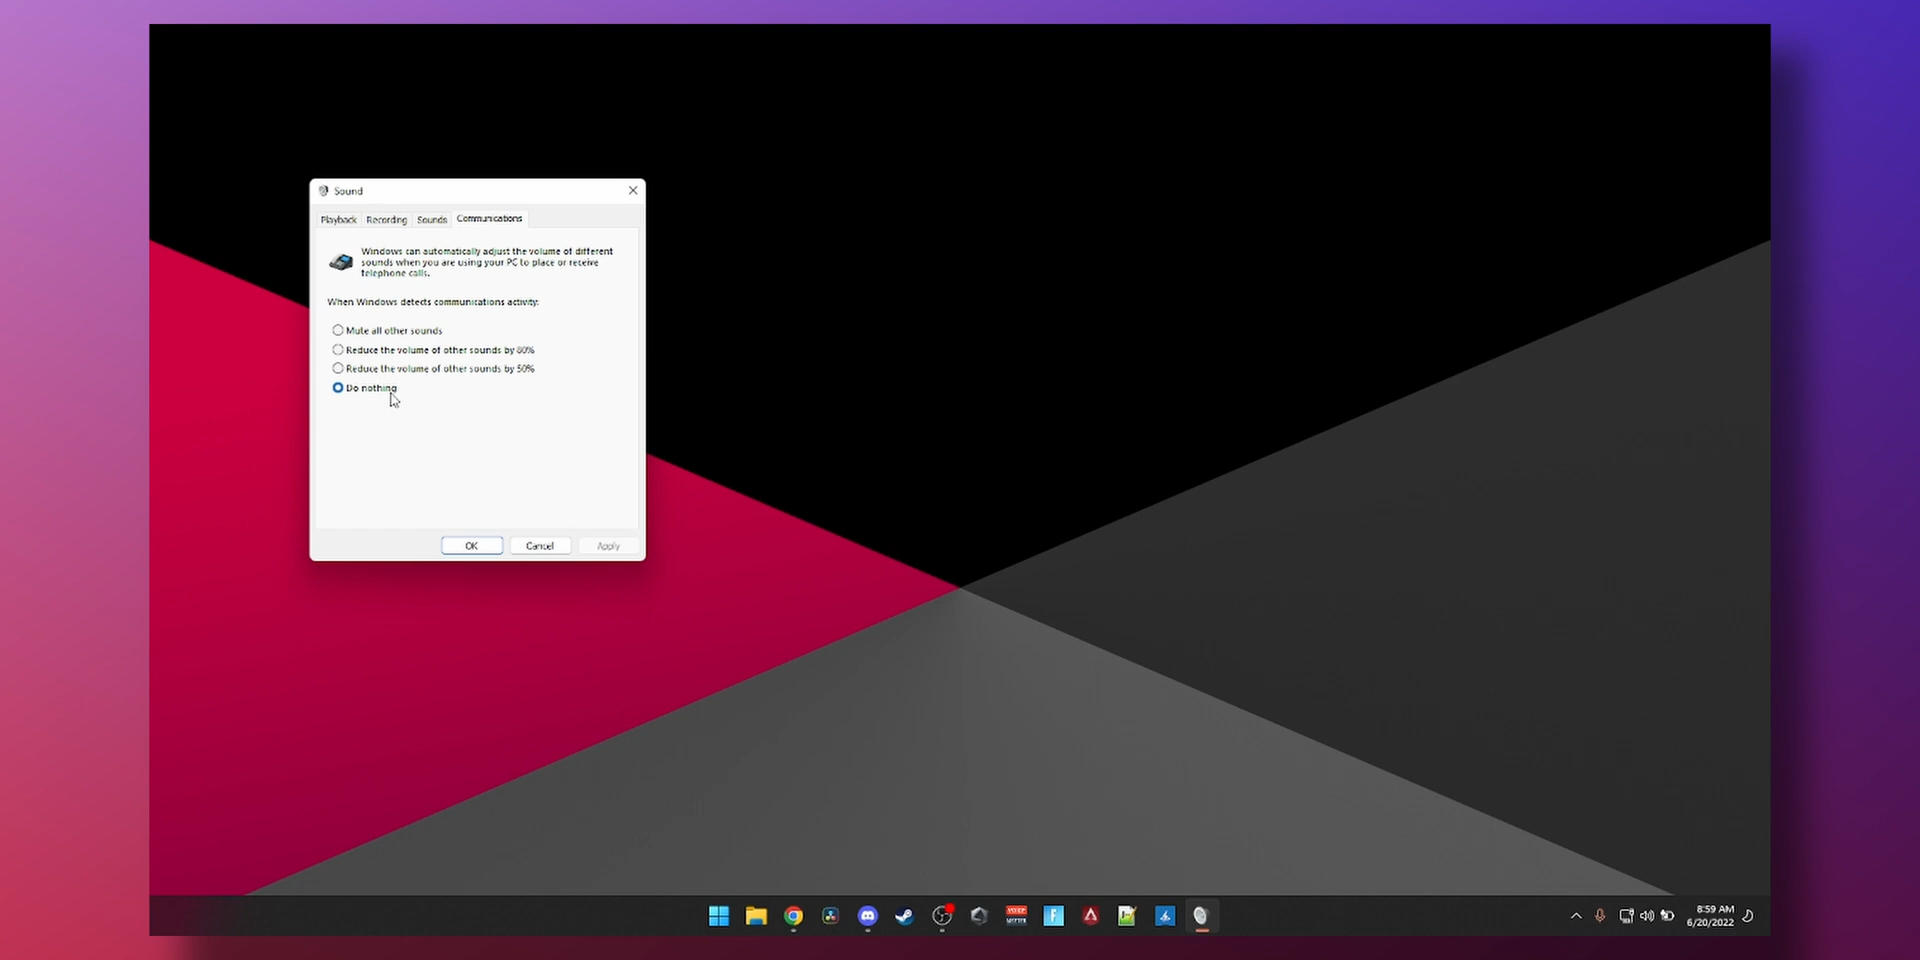 Sound
Playback
Recording
Sounds
Communications
Windows can automatically adjust the volume of different
sounds when you are using your PC to place or receive
telephone calls.
When Windows detects communications activity:
Mute all other sounds
Reduce the volume of other sounds by 80%
Reduce the volume of other sounds by 50%
Do nothing
OK
Cancel
Apply
8:59 AM
6/20/2022